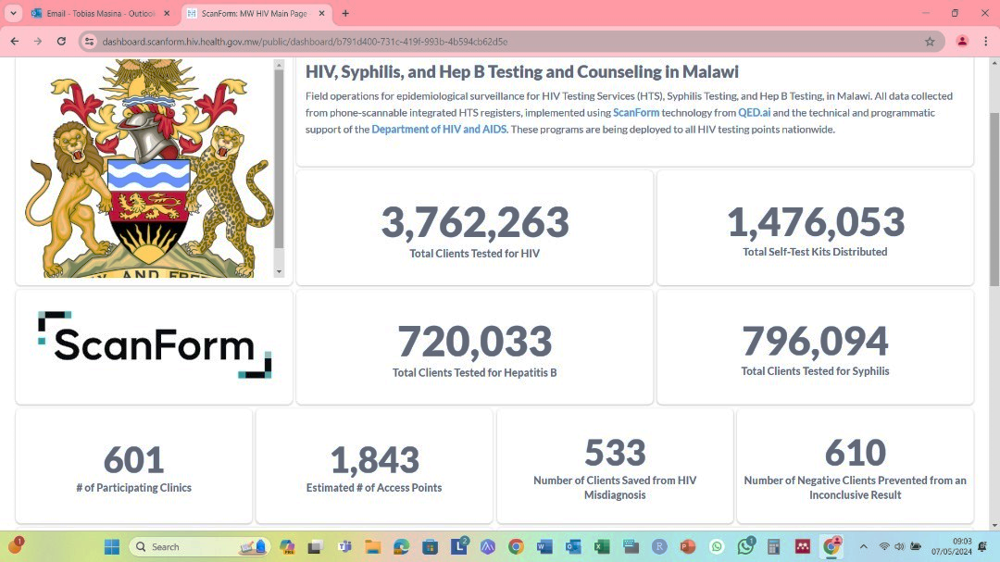 Email - Tobias Masina - Outlook
ScanForm: MW HIV Main Page
dashboard.scanform.hiv.health.gov.mw/public/dashboard/b791d400-731c-419f-993b-4b594cb62d5e
HIV, Syphilis, and Hep B Testing and Counseling in Malawi
Field operations for epidemiological surveillance for HIV Testing Services (HTS), Syphilis Testing, and Hep B Testing, in Malawi. All data collected
from phone-scannable integrated HTS registers, implemented using ScanForm technology from QED.ai and the technical and programmatic
support of the Department of HIV and AIDS. These programs are being deployed to all HIV testing points nationwide.
AND
3,762,263
Total Clients Tested for HIV
1,476,053
Total Self-Test Kits Distributed
ScanForm
720,033
Total Clients Tested for Hepatitis B
796,094
Total Clients Tested for Syphilis
601
# of Participating Clinics
1,843
Estimated # of Access Points
533
Number of Clients Saved from HIV
Misdiagnosis
610
Number of Negative Clients Prevented from an
Inconclusive Result
1
Search
2
1
09:03
07/05/2024